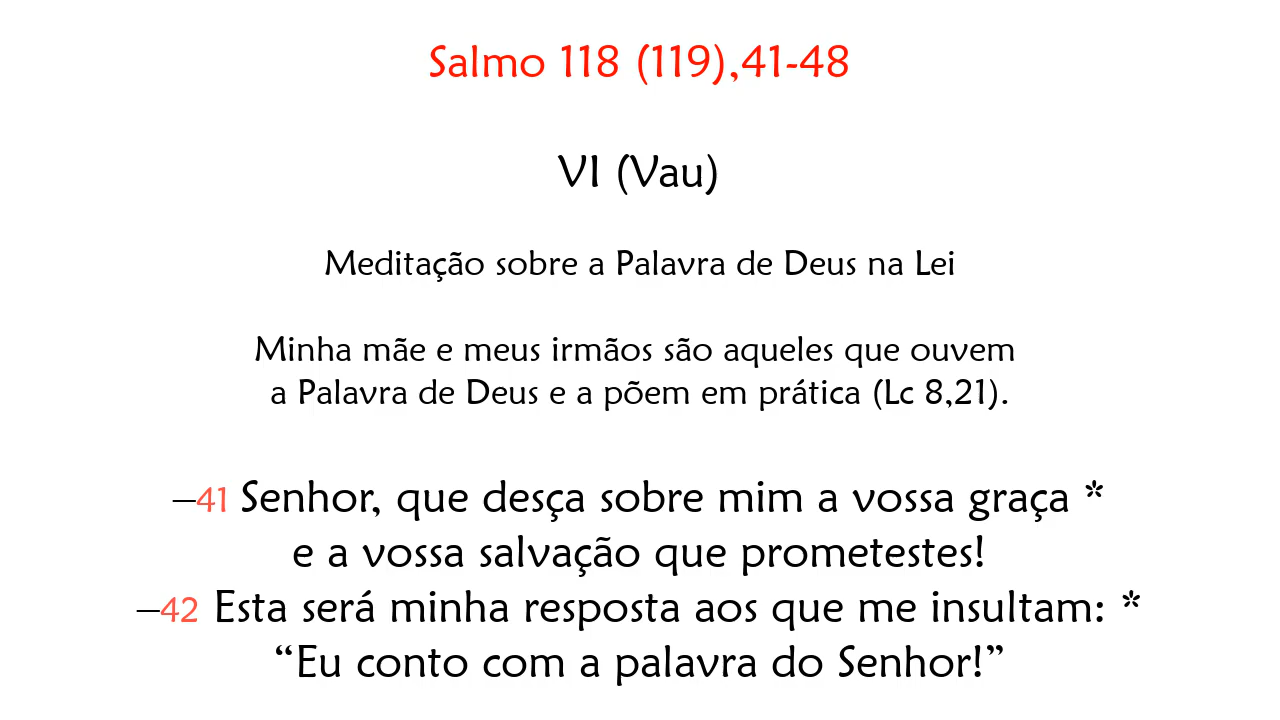 Salmo 118 (119),41-48
VI (Vau)
Meditação sobre a Palavra de Deus na Lei
Minha mãe e meus irmãos são aqueles que ouvem
a Palavra de Deus e a põem em prática (Lc 8,21).
–41 Senhor, que desça sobre mim a vossa graça *
e a vossa salvação que prometestes!
–42 Esta será minha resposta aos que me insultam: *
“Eu conto com a palavra do Senhor!”